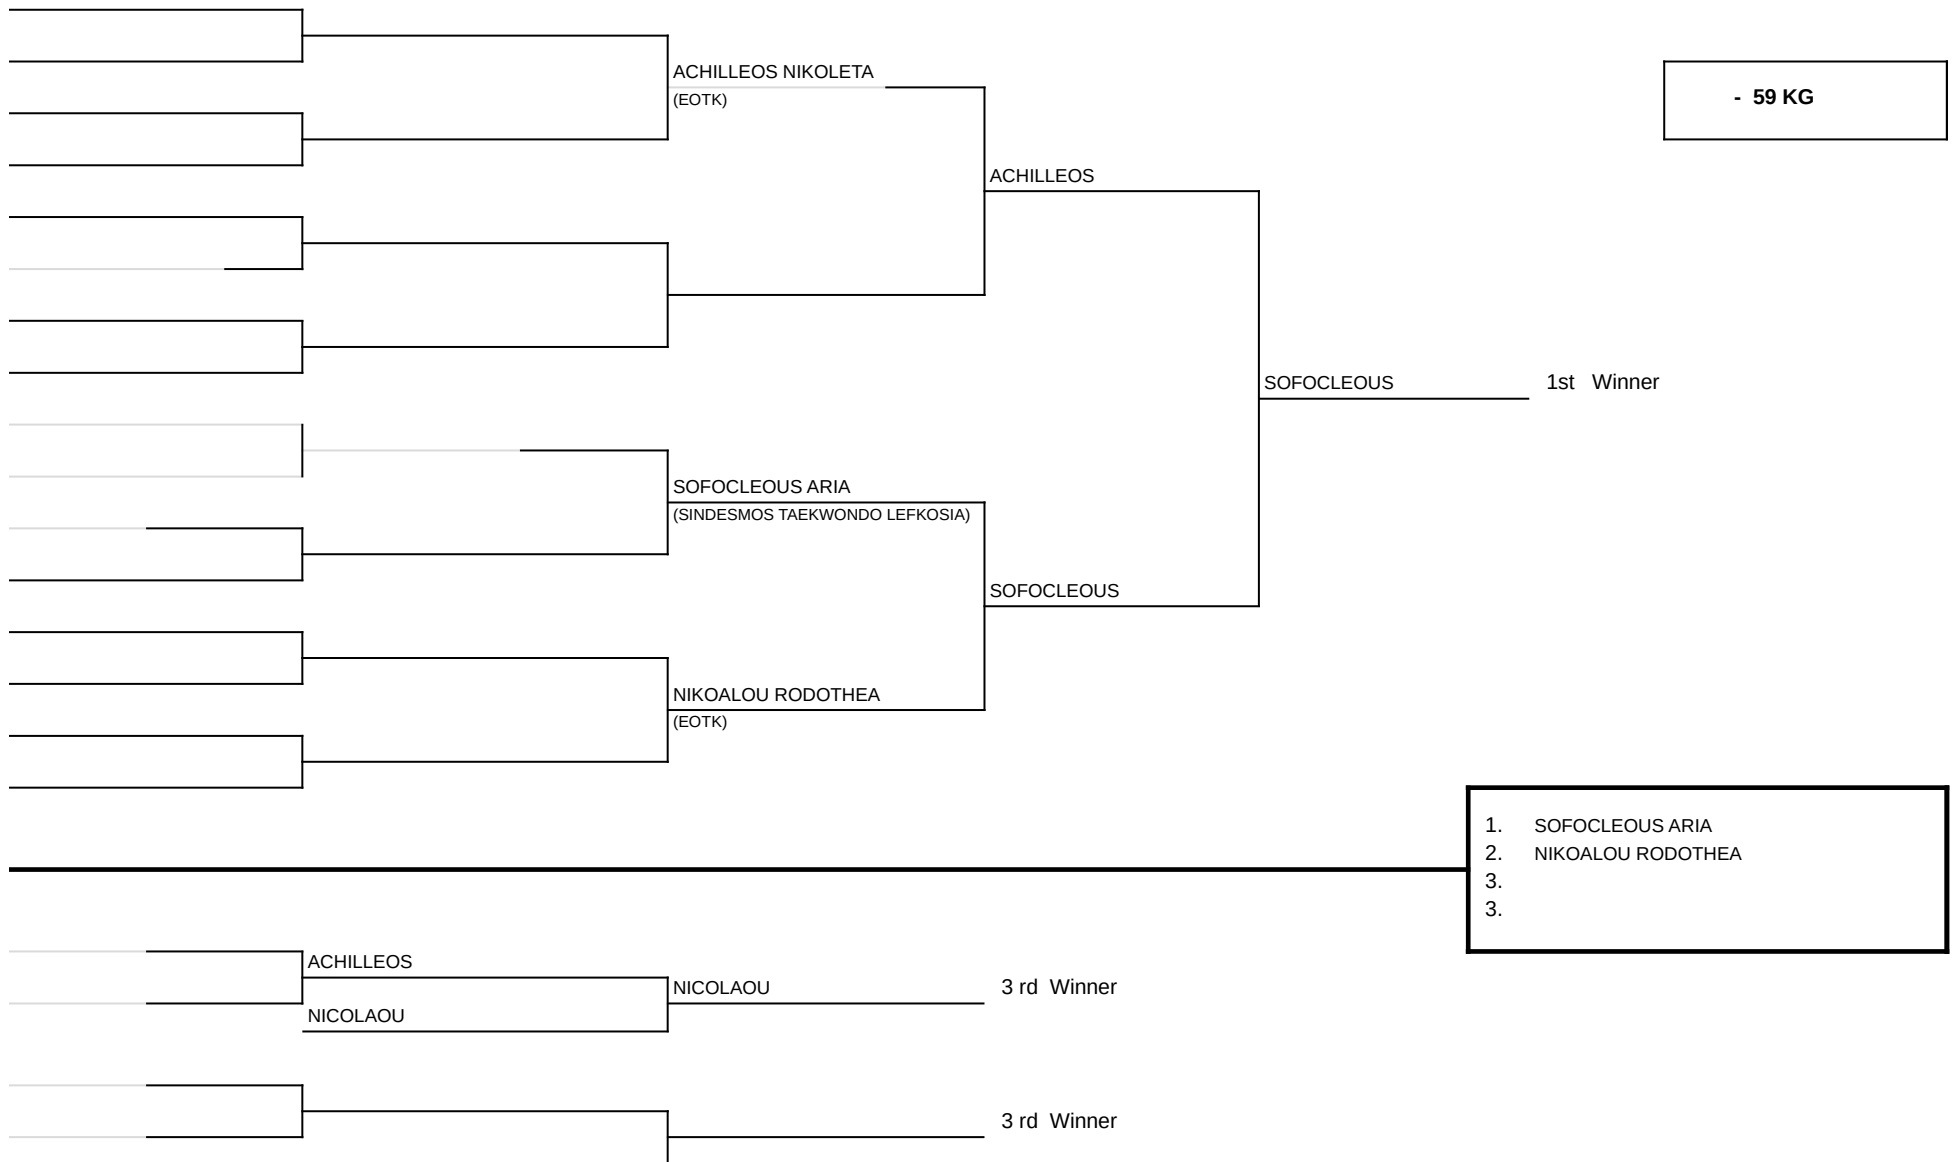 ACHILLEOS NIKOLETA
(EOTK)
- 59 KG
ACHILLEOS
SOFOCLEOUS
1st Winner
SOFOCLEOUS ARIA
(SINDESMOS TAEKWONDO LEFKOSIA)
SOFOCLEOUS
NIKOALOU RODOTHEA
(EOTK)
1. SOFOCLEOUS ARIA
2. NIKOALOU RODOTHEA
3.
3.
ACHILLEOS
NICOLAOU
3 rd Winner
NICOLAOU
3 rd Winner